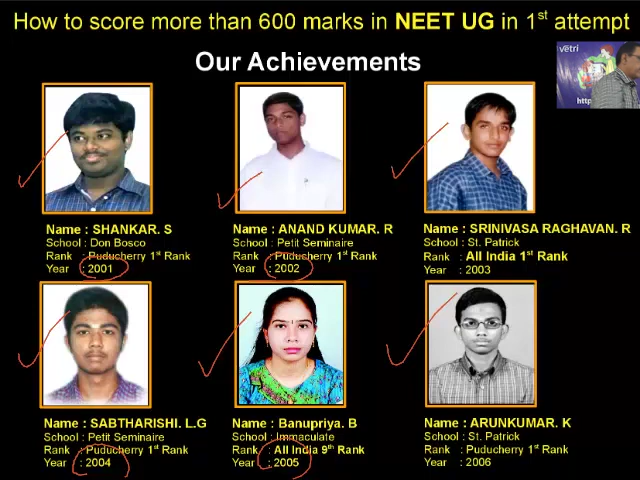 How to score more than 600 marks in NEET UG in 1st attempt
Our Achievements
vetri
http
Name : SHANKAR. S
School : Don Bosco
Rank : Puducherry 1st Rank
Year : 2001
Name : ANAND KUMAR. R
School : Petit Seminaire
Rank : Puducherry 1st Rank
Year : 2002
Name : SRINIVASA RAGHAVAN. R
School : St. Patrick
Rank : All India 1st Rank
Year : 2003
Name : SABTHARISHI. L.G
School : Petit Seminaire
Rank : Puducherry 1st Rank
Year : 2004
Name : Banupriya. B
School : Immaculate
Rank : All India 9th Rank
Year : 2005
Name : ARUNKUMAR. K
School : St. Patrick
Rank : Puducherry 1st Rank
Year : 2006